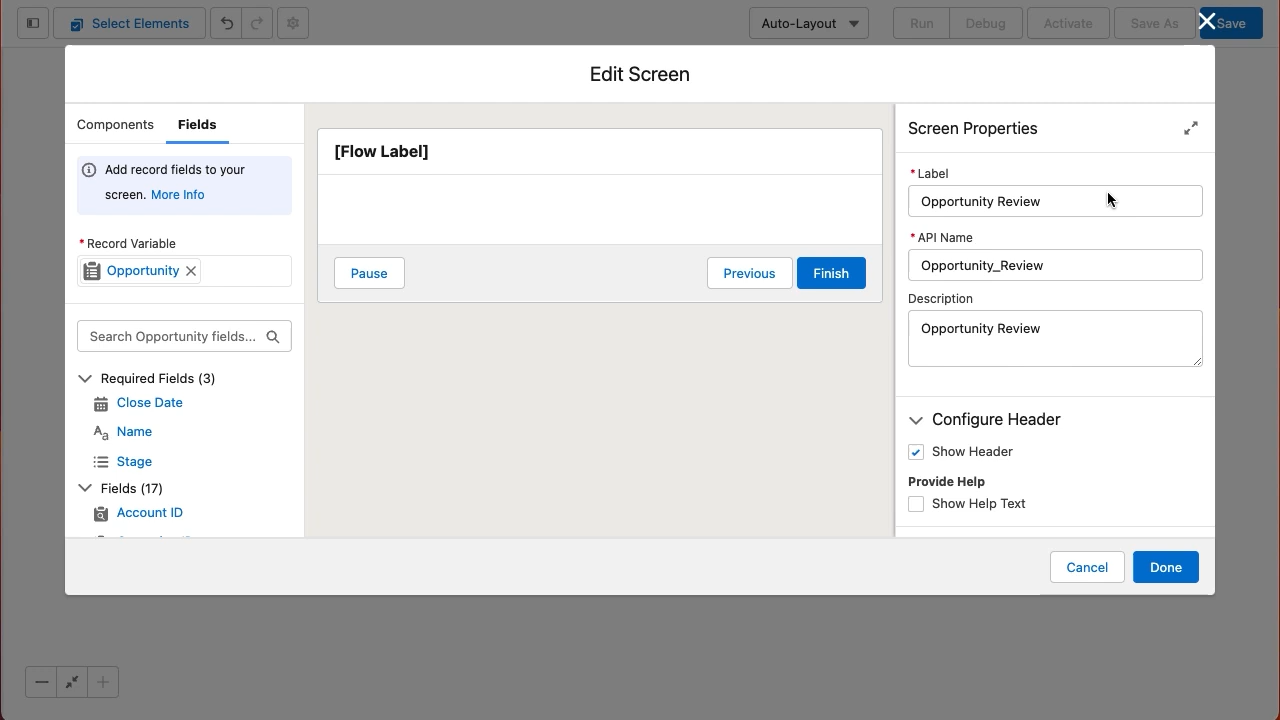 Select Elements
Auto-Layout
Run
Debug
Activate
Save As
Save
Edit Screen
Components
Fields
Add record fields to your
screen. More Info
* Record Variable
Opportunity
Search Opportunity fields...
Required Fields (3)
Close Date
Name
Stage
Fields (17)
Account ID
[Flow Label]
Pause
Previous
Finish
Screen Properties
* Label
Opportunity Review
* API Name
Opportunity_Review
Description
Opportunity Review
Configure Header
Show Header
Provide Help
Show Help Text
Cancel
Done